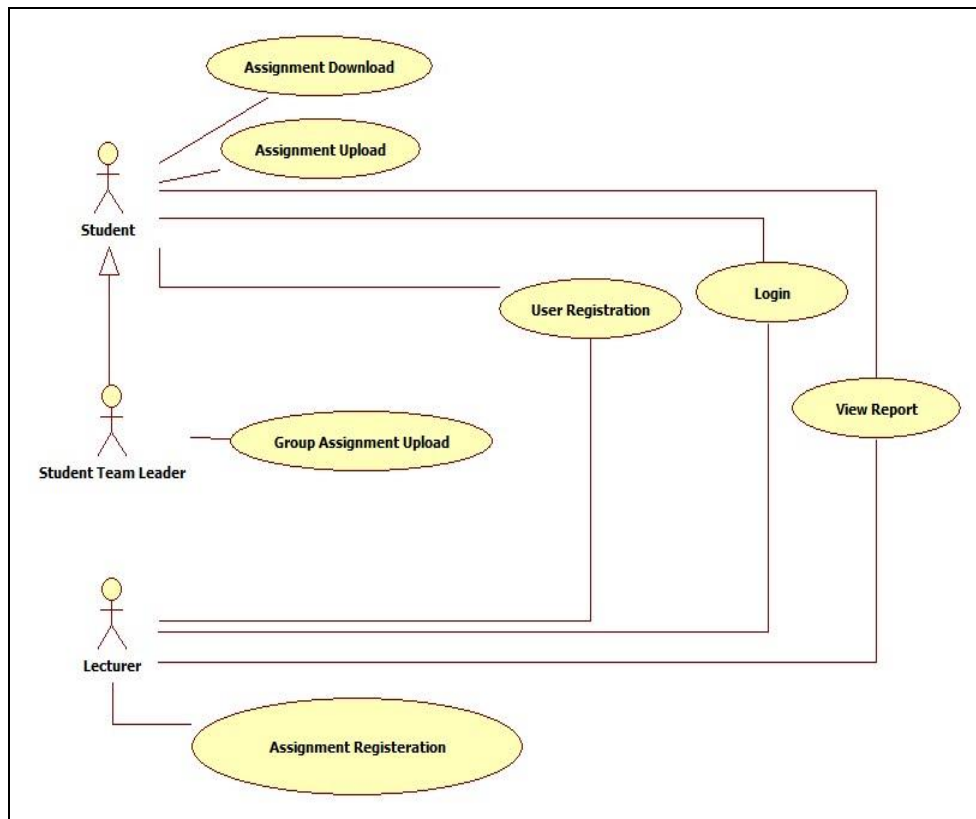 Assignment Download
Assignment Upload
Student
Login
User Registration
View Report
Group Assignment Upload
Student Team Leader
Lecturer
Assignment Registeration